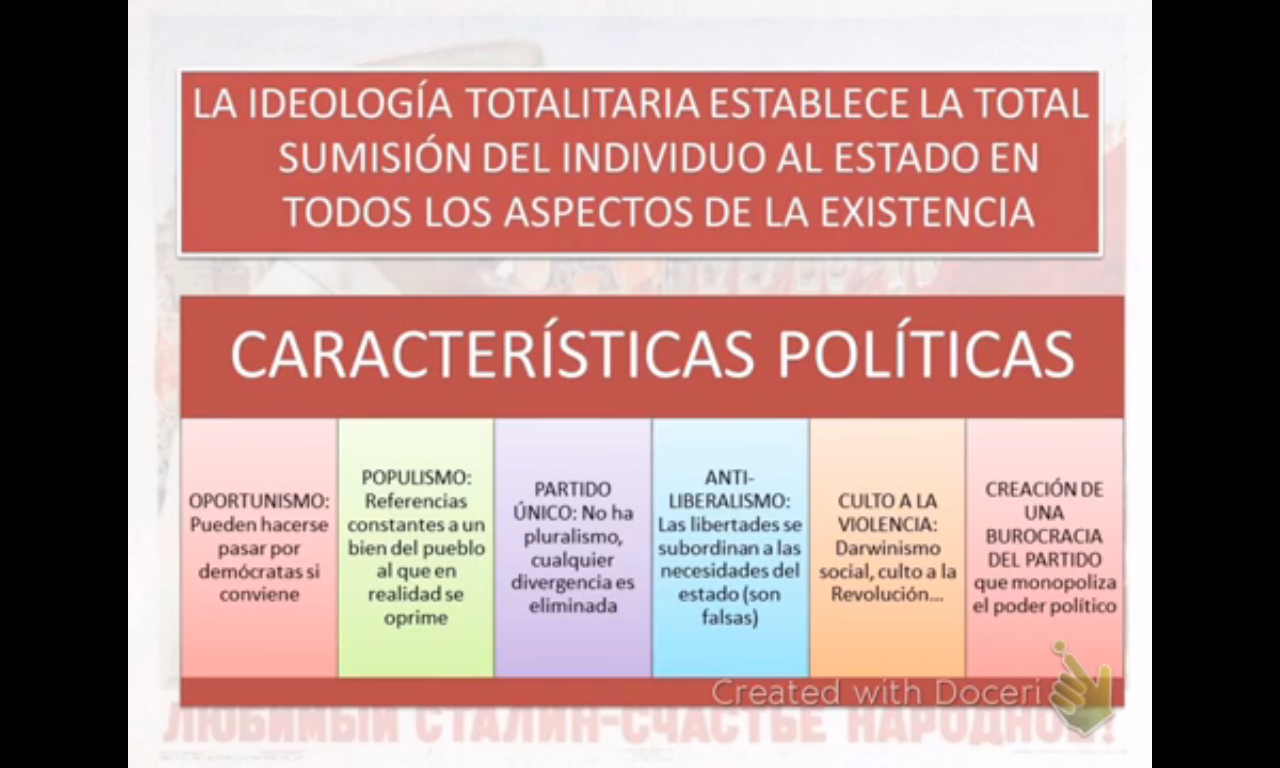 LA IDEOLOGÍA TOTALITARIA ESTABLECE LA TOTAL
SUMISIÓN DEL INDIVIDUO AL ESTADO EN
TODOS LOS ASPECTOS DE LA EXISTENCIA
CARACTERÍSTICAS POLÍTICAS
OPORTUNISMO:
Pueden hacerse
pasar por
demócratas si
conviene
POPULISMO:
Referencias
constantes a un
bien del pueblo
al que en
realidad se
oprime
PARTIDO
ÚNICO: No ha
pluralismo,
cualquier
divergencia es
eliminada
ANTI-
LIBERALISMO:
Las libertades se
subordinan a las
necesidades del
estado (son
falsas)
CULTO A LA
VIOLENCIA:
Darwinismo
social, culto a la
Revolución...
CREACIÓN DE
UNA
BUROCRACIA
DEL PARTIDO
que monopoliza
el poder político
Created with Doceri
ЛЮБИМЫЙ СТАЛИН-СЧАСТЬЕ НАРОДНОЕ!